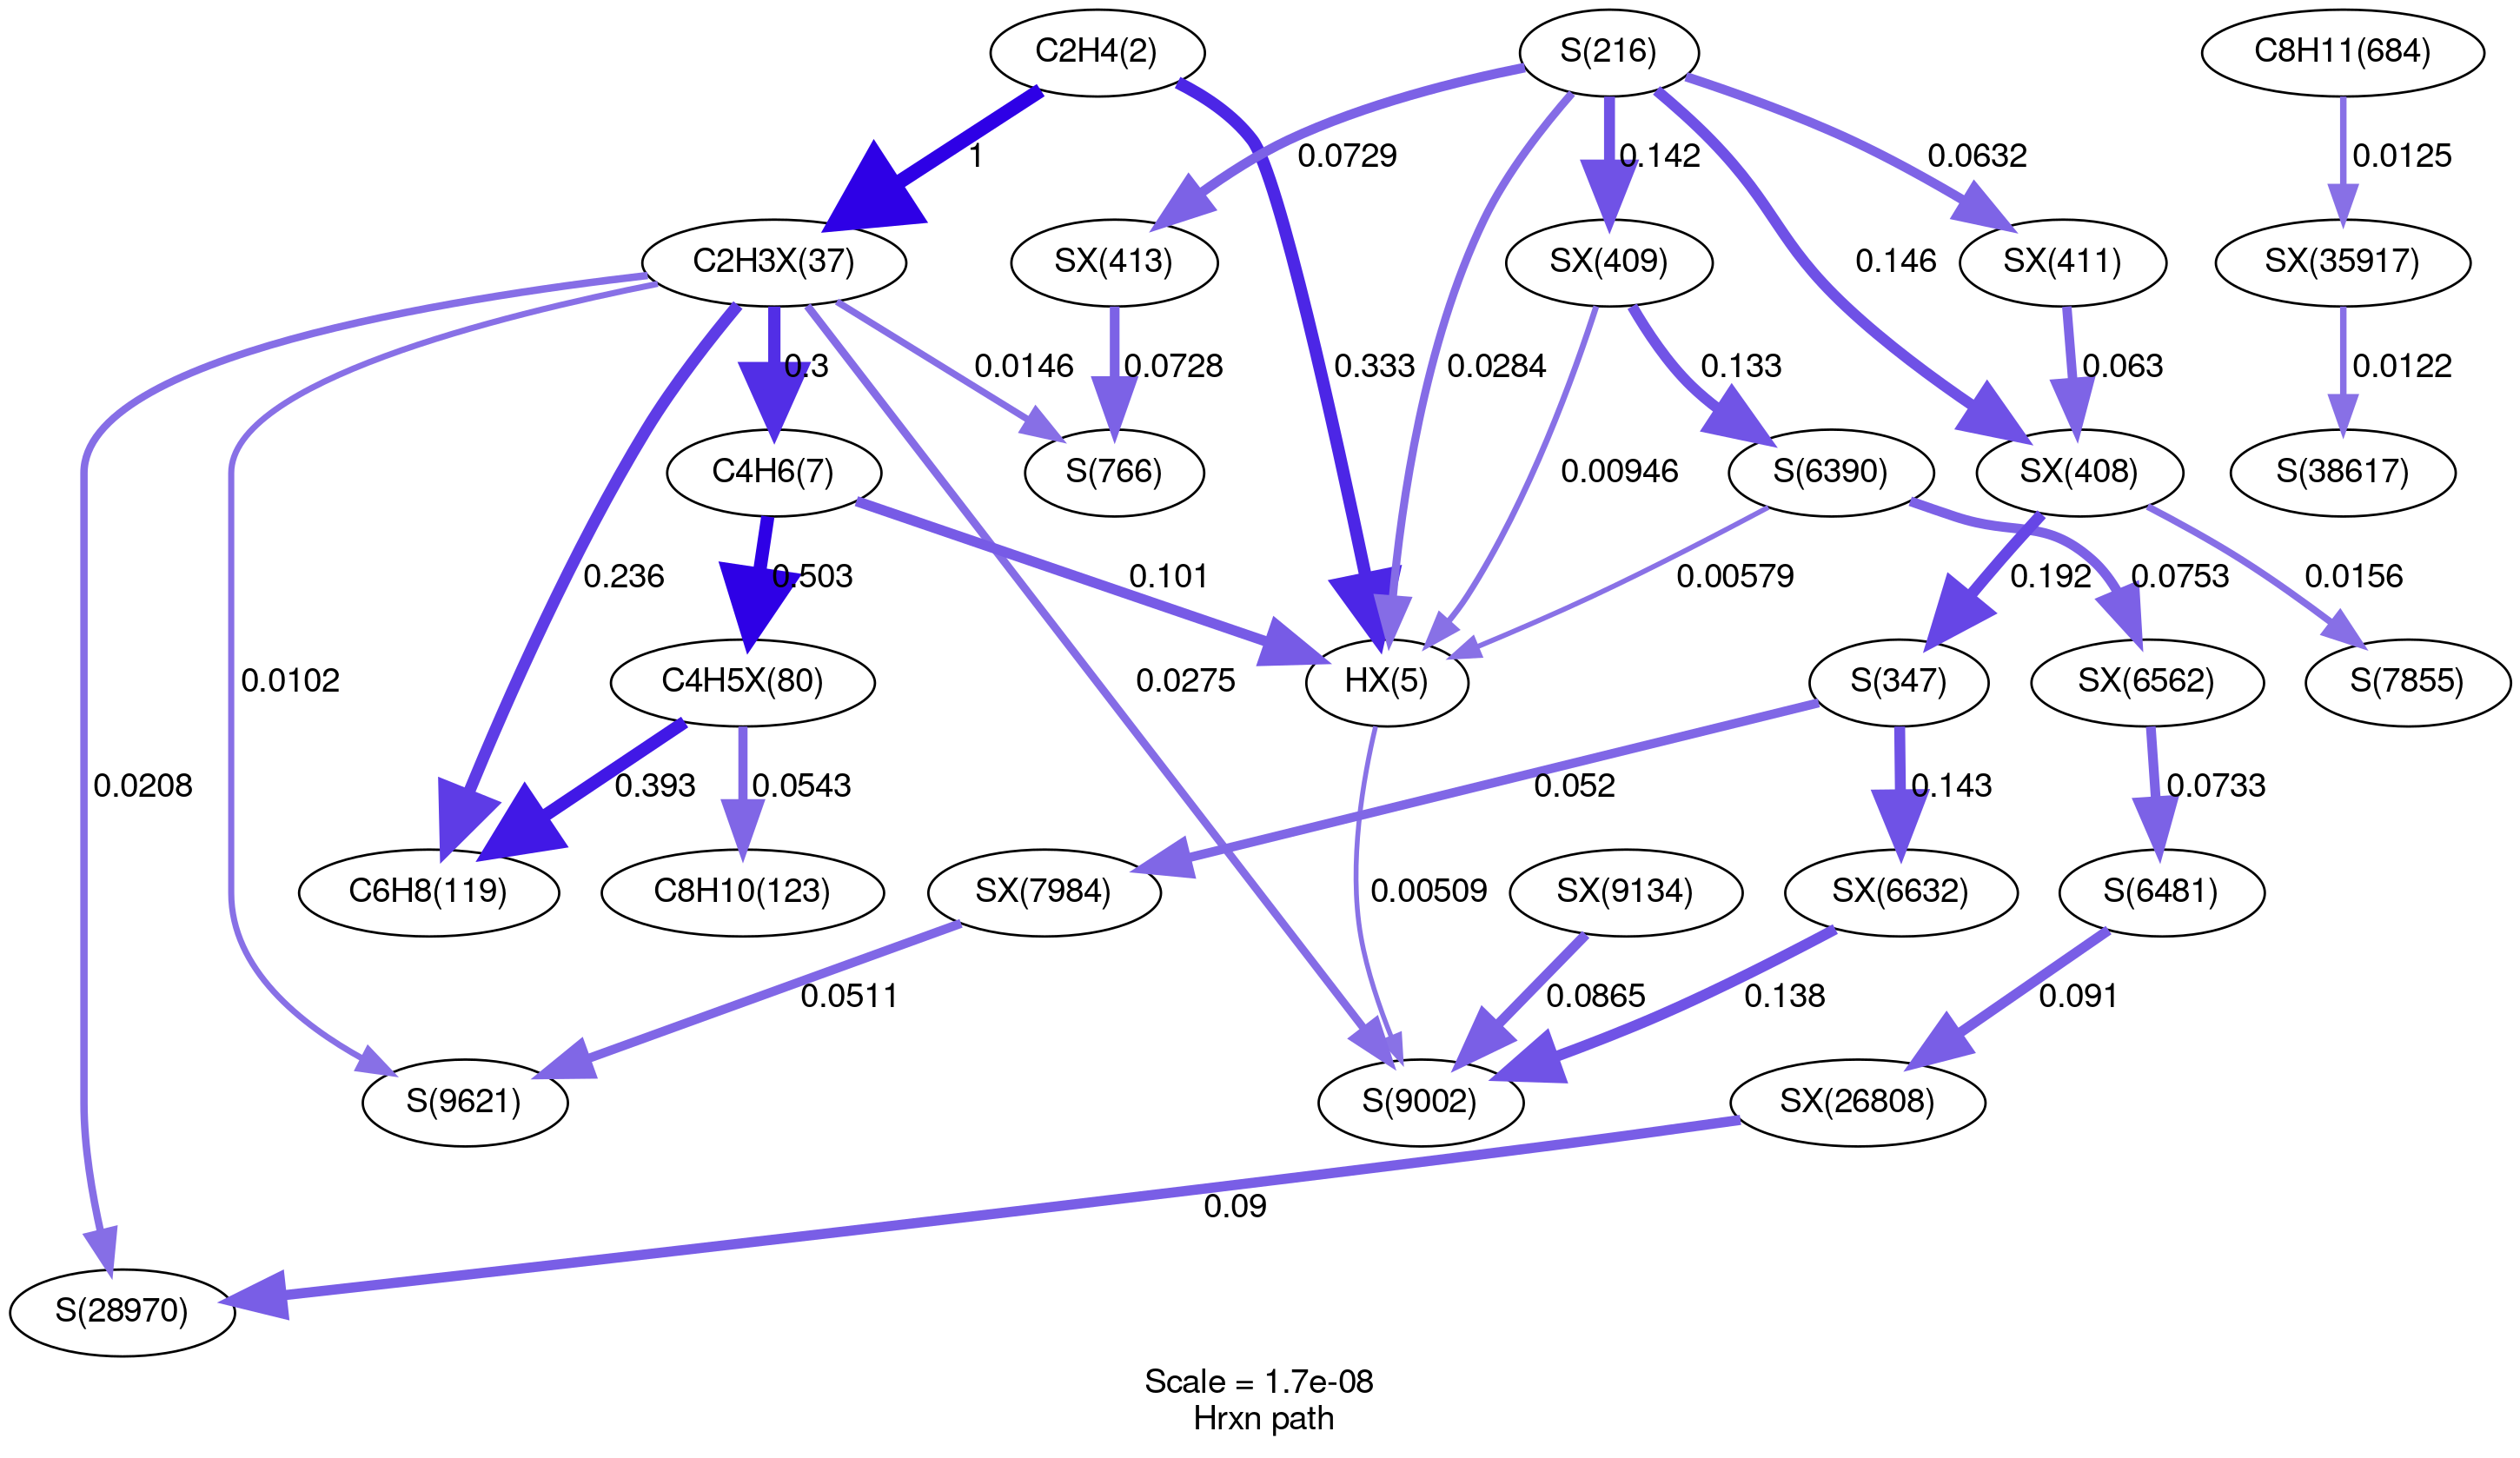 C2H4(2)
S(216)
C8H11(684)
1
0.0729
0.142
0.0632
0.0125
C2H3X(37)
SX(413)
SX(409)
0.146
SX(411)
SX(35917)
0.3
0.0146
0.0728
0.333
0.0284
0.133
0.063
0.0122
C4H6(7)
S(766)
0.00946
S(6390)
SX(408)
S(38617)
0.236
0.503
0.101
0.00579
0.192
0.0753
0.0156
0.0102
C4H5X(80)
0.0275
HX(5)
S(347)
SX(6562)
S(7855)
0.0208
0.393
0.0543
0.052
0.143
0.0733
C6H8(119)
C8H10(123)
SX(7984)
0.00509
SX(9134)
SX(6632)
S(6481)
0.0511
0.0865
0.138
0.091
S(9621)
S(9002)
SX(26808)
0.09
S(28970)
Scale = 1.7e-08
Hrxn path